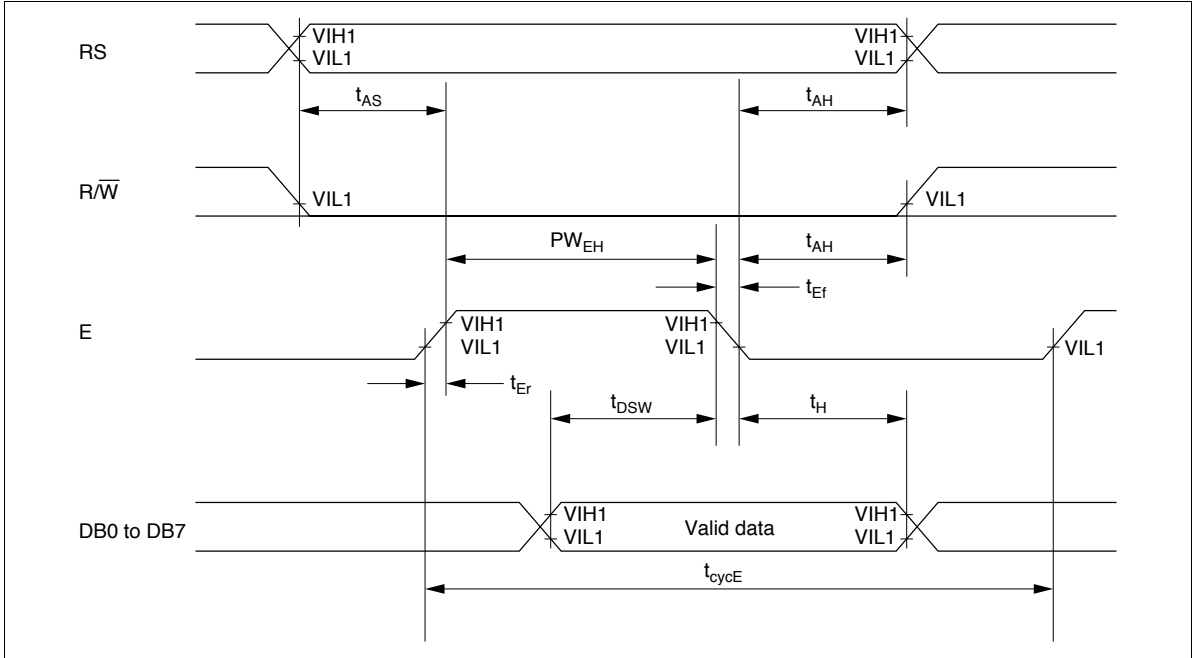 RS
VIH1
VIL1
VIH1
VIL1
tAS
tAH
R/W̅
VIL1
VIL1
PWEH
tAH
tEf
E
VIH1
VIL1
VIH1
VIL1
VIL1
tEr
tDSW
tH
DB0 to DB7
VIH1
VIL1
Valid data
VIH1
VIL1
tcycE